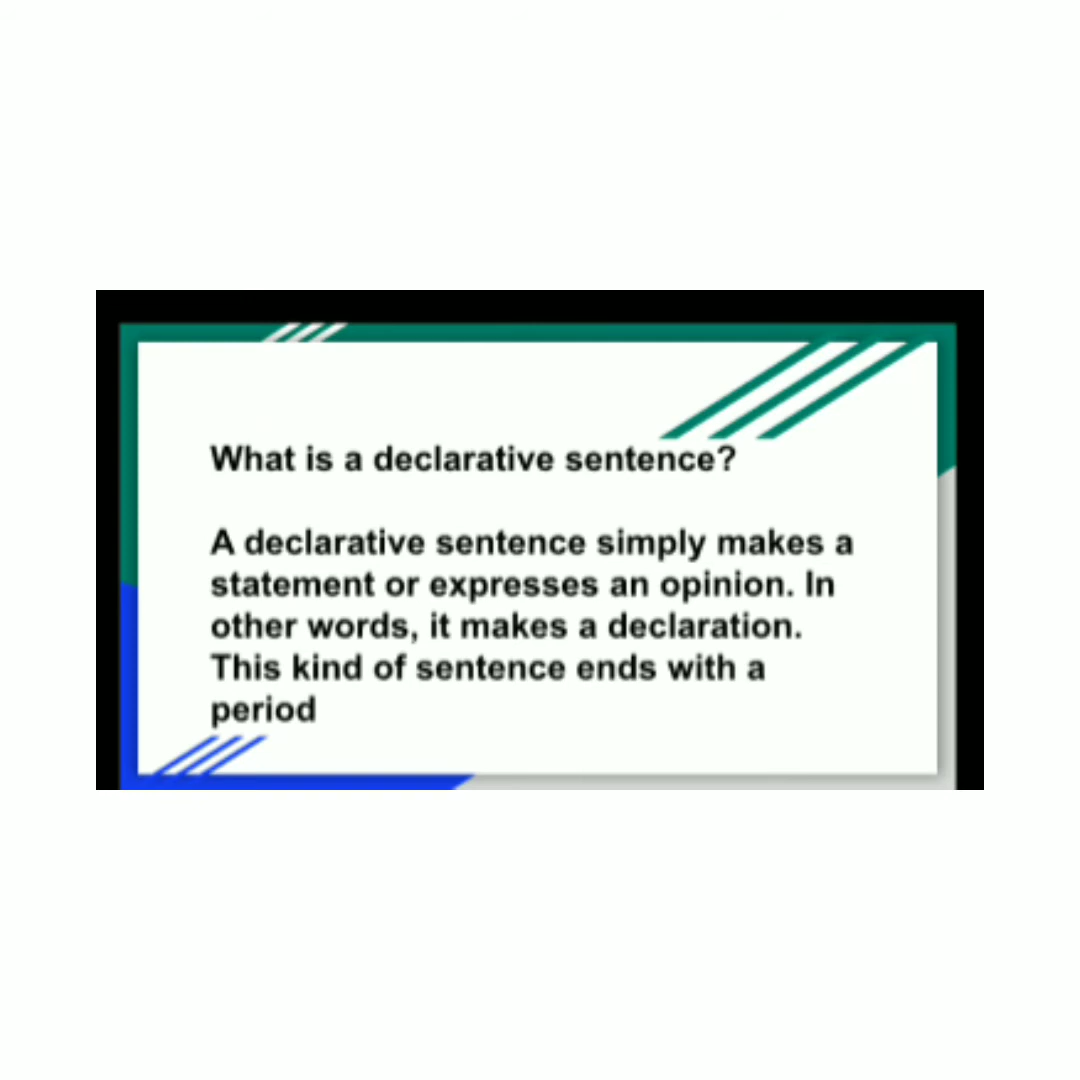 What is a declarative sentence?
A declarative sentence simply makes a
statement or expresses an opinion. In
other words, it makes a declaration.
This kind of sentence ends with a
period